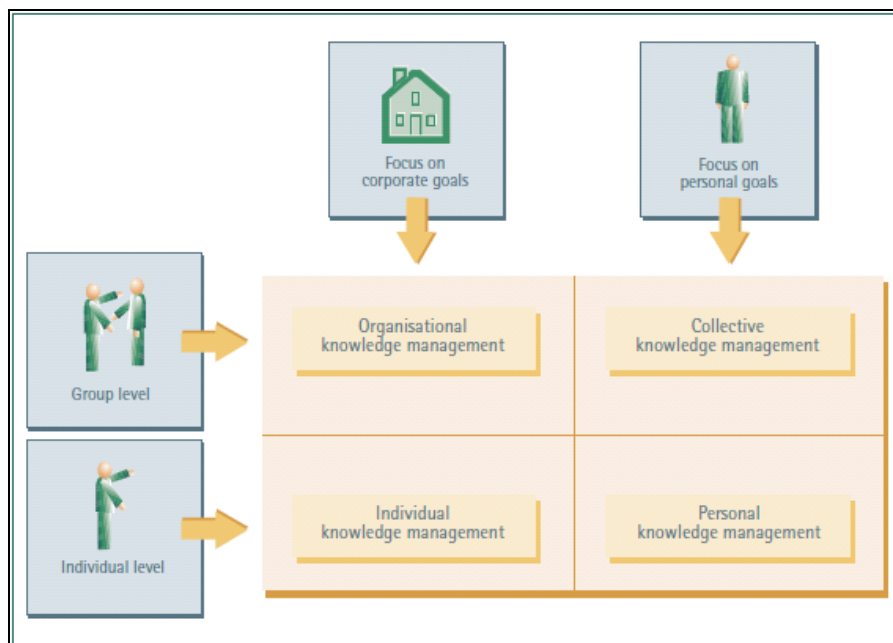 Focus on
corporate goals
Focus on
personal goals
Group level
Organisational
knowledge management
Collective
knowledge management
Individual level
Individual
knowledge management
Personal
knowledge management